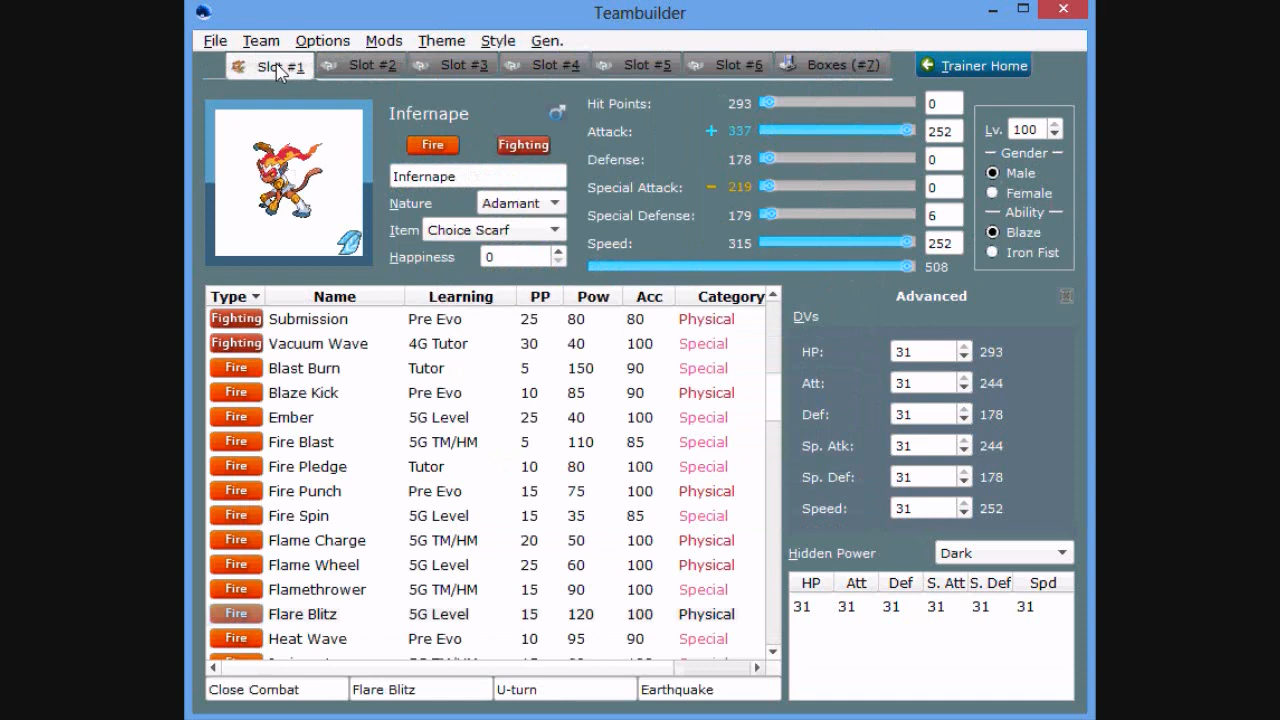 Teambuilder
File Team Options Mods Theme Style Gen.
Slot #1 Slot #2 Slot #3 Slot #4 Slot #5 Slot #6 Boxes (#7) Trainer Home
Infernape
Fire Fighting
Infernape
Nature Adamant
Item Choice Scarf
Happiness 0
Hit Points: 293 0
Attack: + 337 252
Defense: 178 0
Special Attack: − 219 0
Special Defense: 179 6
Speed: 315 252
508
Lv. 100
Gender
Male
Female
Ability
Blaze
Iron Fist
Type Name Learning PP Pow Acc Category
Fighting Submission Pre Evo 25 80 80 Physical
Fighting Vacuum Wave 4G Tutor 30 40 100 Special
Fire Blast Burn Tutor 5 150 90 Special
Fire Blaze Kick Pre Evo 10 85 90 Physical
Fire Ember 5G Level 25 40 100 Special
Fire Fire Blast 5G TM/HM 5 110 85 Special
Fire Fire Pledge Tutor 10 80 100 Special
Fire Fire Punch Pre Evo 15 75 100 Physical
Fire Fire Spin 5G Level 15 35 85 Special
Fire Flame Charge 5G TM/HM 20 50 100 Physical
Fire Flame Wheel 5G Level 25 60 100 Physical
Fire Flamethrower 5G TM/HM 15 90 100 Special
Fire Flare Blitz 5G Level 15 120 100 Physical
Fire Heat Wave Pre Evo 10 95 90 Special
Close Combat Flare Blitz U-turn Earthquake
Advanced
DVs
HP: 31 293
Att: 31 244
Def: 31 178
Sp. Atk: 31 244
Sp. Def: 31 178
Speed: 31 252
Hidden Power Dark
HP Att Def S. Att S. Def Spd
31 31 31 31 31 31